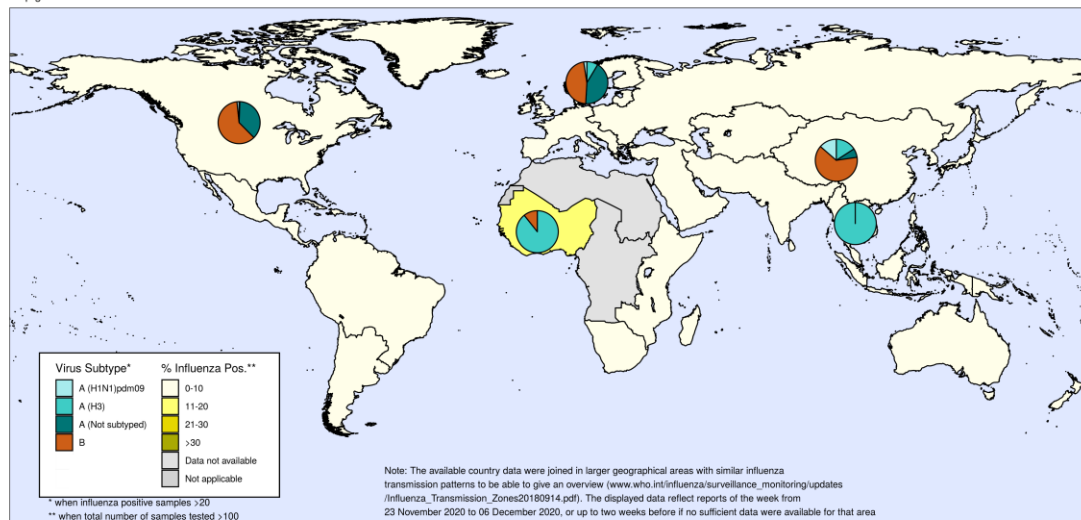 Virus Subtype*
A (H1N1)pdm09
A (H3)
A (Not subtyped)
B
% Influenza Pos.**
0-10
11-20
21-30
>30
Data not available
Not applicable
* when influenza positive samples >20
** when total number of samples tested >100
Note: The available country data were joined in larger geographical areas with similar influenza
transmission patterns to be able to give an overview (www.who.int/influenza/surveillance_monitoring/updates
/Influenza_Transmission_Zones20180914.pdf). The displayed data reflect reports of the week from
23 November 2020 to 06 December 2020, or up to two weeks before if no sufficient data were available for that area